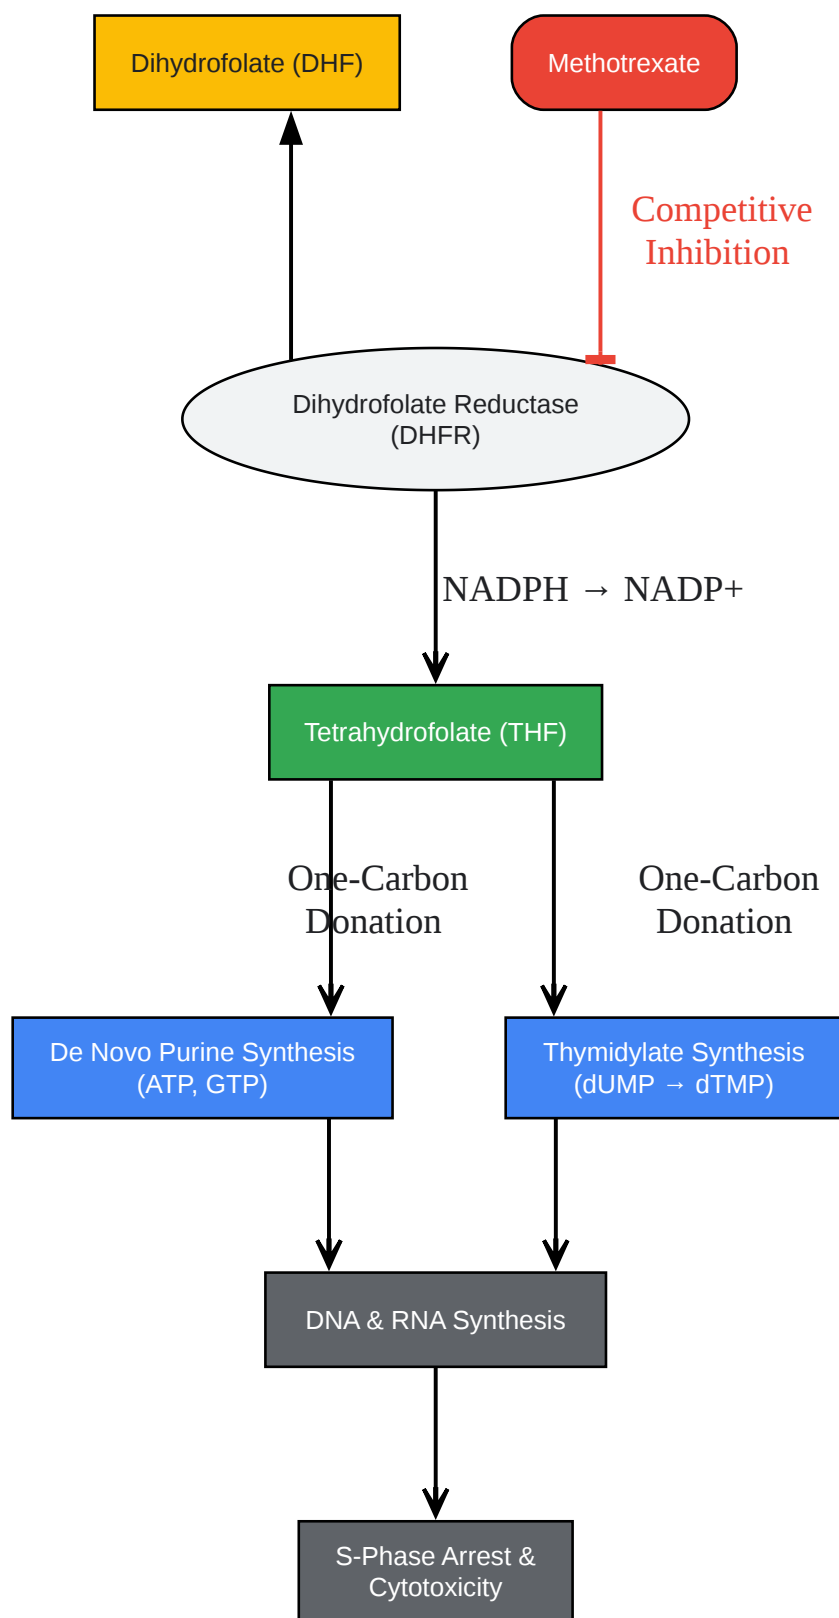 Dihydrofolate (DHF)
Methotrexate
Competitive
Inhibition
Dihydrofolate Reductase
(DHFR)
NADPH → NADP+
Tetrahydrofolate (THF)
One-Carbon
Donation
One-Carbon
Donation
De Novo Purine Synthesis
(ATP, GTP)
Thymidylate Synthesis
(dUMP → dTMP)
DNA & RNA Synthesis
S-Phase Arrest &
Cytotoxicity